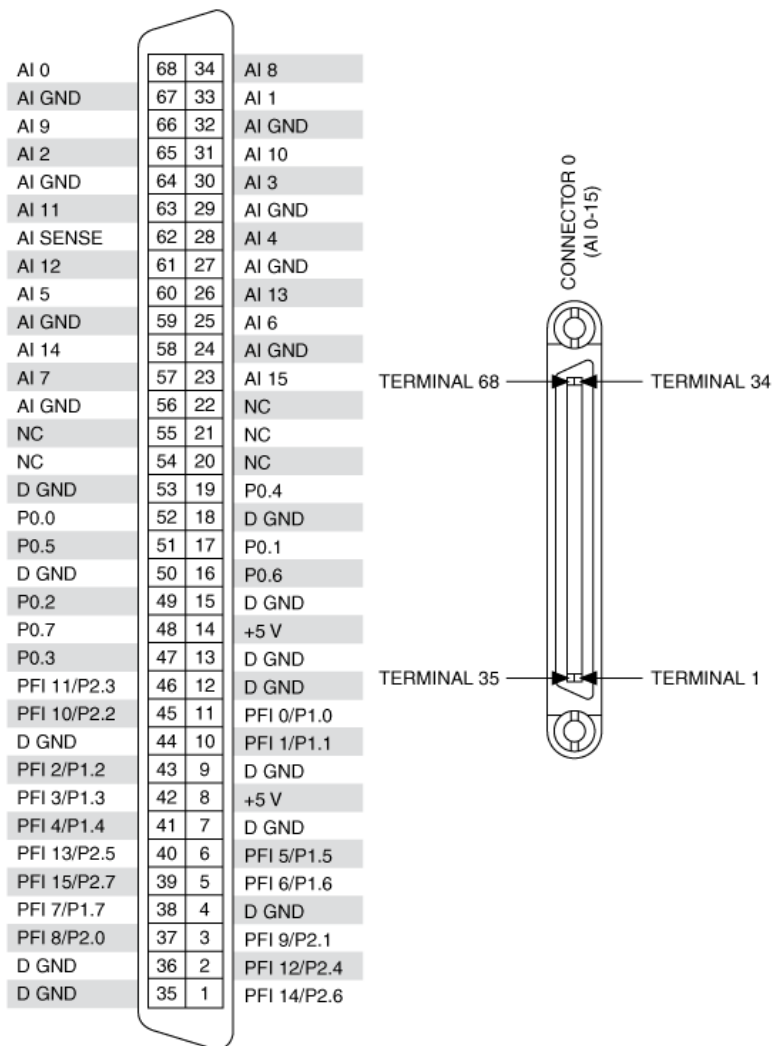 AI 0 68 34 AI 8
AI GND 67 33 AI 1
AI 9 66 32 AI GND
AI 2 65 31 AI 10
AI GND 64 30 AI 3
AI 11 63 29 AI GND
AI SENSE 62 28 AI 4
AI 12 61 27 AI GND
AI 5 60 26 AI 13
AI GND 59 25 AI 6
AI 14 58 24 AI GND
AI 7 57 23 AI 15
AI GND 56 22 NC
NC 55 21 NC
NC 54 20 NC
D GND 53 19 P0.4
P0.0 52 18 D GND
P0.5 51 17 P0.1
D GND 50 16 P0.6
P0.2 49 15 D GND
P0.7 48 14 +5 V
P0.3 47 13 D GND
PFI 11/P2.3 46 12 D GND
PFI 10/P2.2 45 11 PFI 0/P1.0
D GND 44 10 PFI 1/P1.1
PFI 2/P1.2 43 9 D GND
PFI 3/P1.3 42 8 +5 V
PFI 4/P1.4 41 7 D GND
PFI 13/P2.5 40 6 PFI 5/P1.5
PFI 15/P2.7 39 5 PFI 6/P1.6
PFI 7/P1.7 38 4 D GND
PFI 8/P2.0 37 3 PFI 9/P2.1
D GND 36 2 PFI 12/P2.4
D GND 35 1 PFI 14/P2.6
CONNECTOR 0
(AI 0-15)
TERMINAL 68 TERMINAL 34
TERMINAL 35 TERMINAL 1